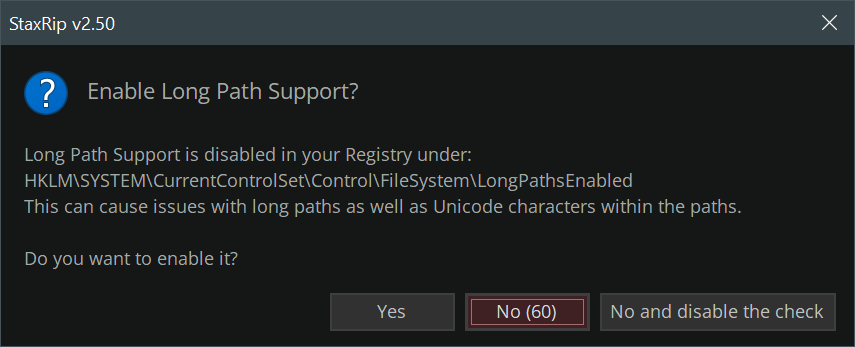 StaxRip v2.50
?
Enable Long Path Support?
Long Path Support is disabled in your Registry under:
HKLM\SYSTEM\CurrentControlSet\Control\FileSystem\LongPathsEnabled
This can cause issues with long paths as well as Unicode characters within the paths.
Do you want to enable it?
Yes
No (60)
No and disable the check